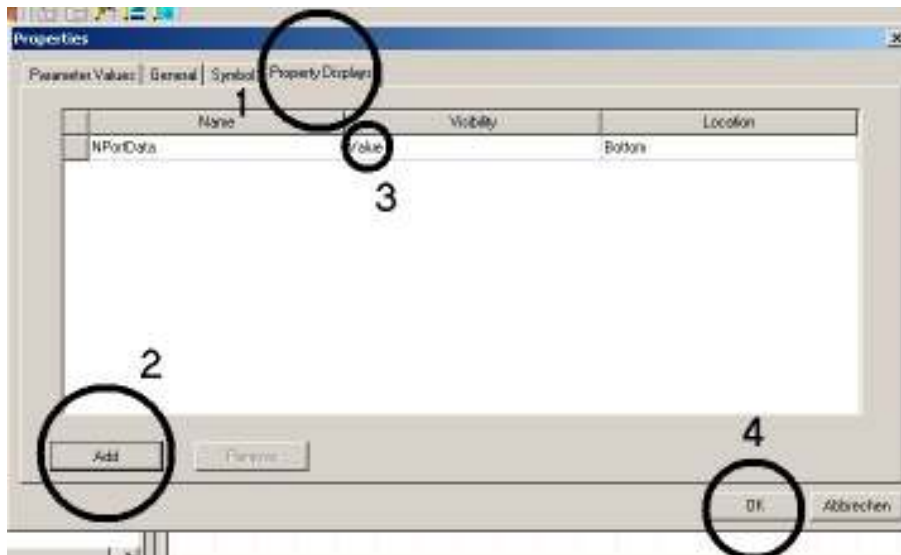 Properties
Parameter Values General Symbol Property Displays
1
Name Visibility Location
NPortData Value Bottom
3
2
4
Add Remove
OK Abbrechen